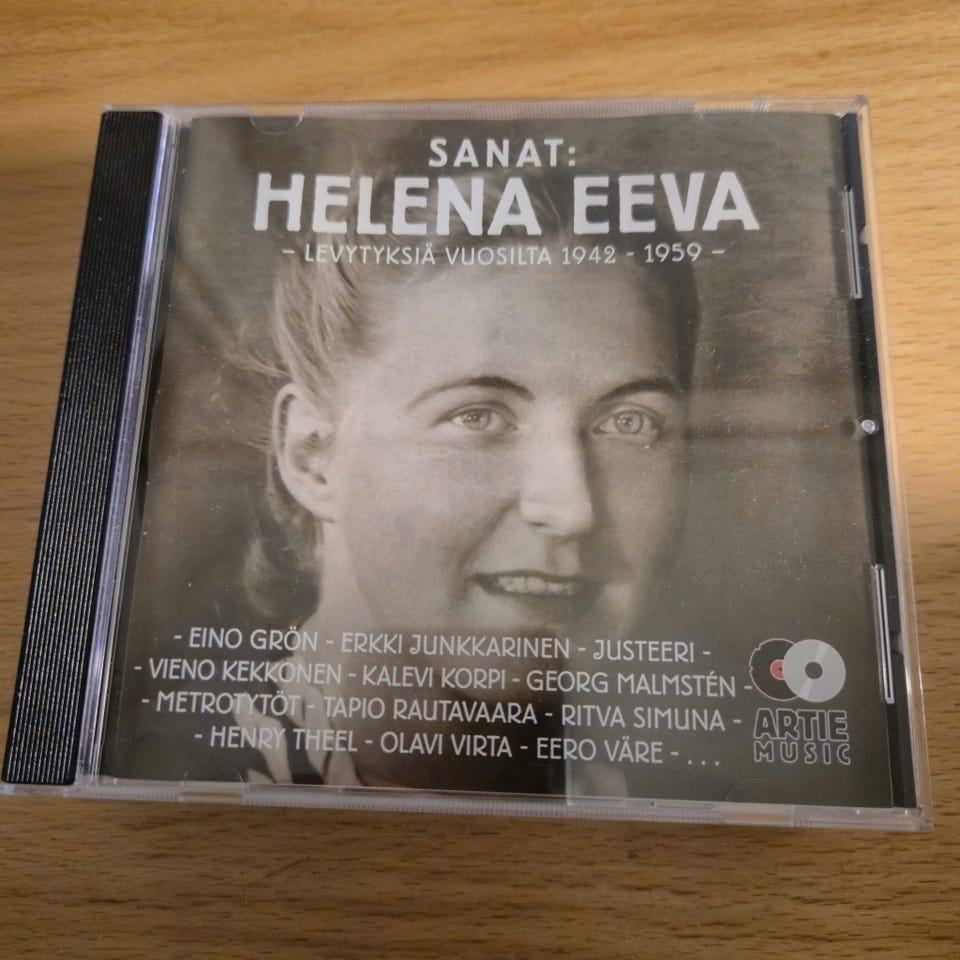 SANAT:
HELENA EEVA
- LEVYTYKSIÄ VUOSILTA 1942 - 1959 -
- EINO GRÖN - ERKKI JUNKKARINEN - JUSTEERI -
- VIENO KEKKONEN - KALEVI KORPI - GEORG MALMSTÉN -
- METROTYTÖT - TAPIO RAUTAVAARA - RITVA SIMUNA -
- HENRY THEEL - OLAVI VIRTA - EERO VÄRE - ...
ARTIE
MUSIC